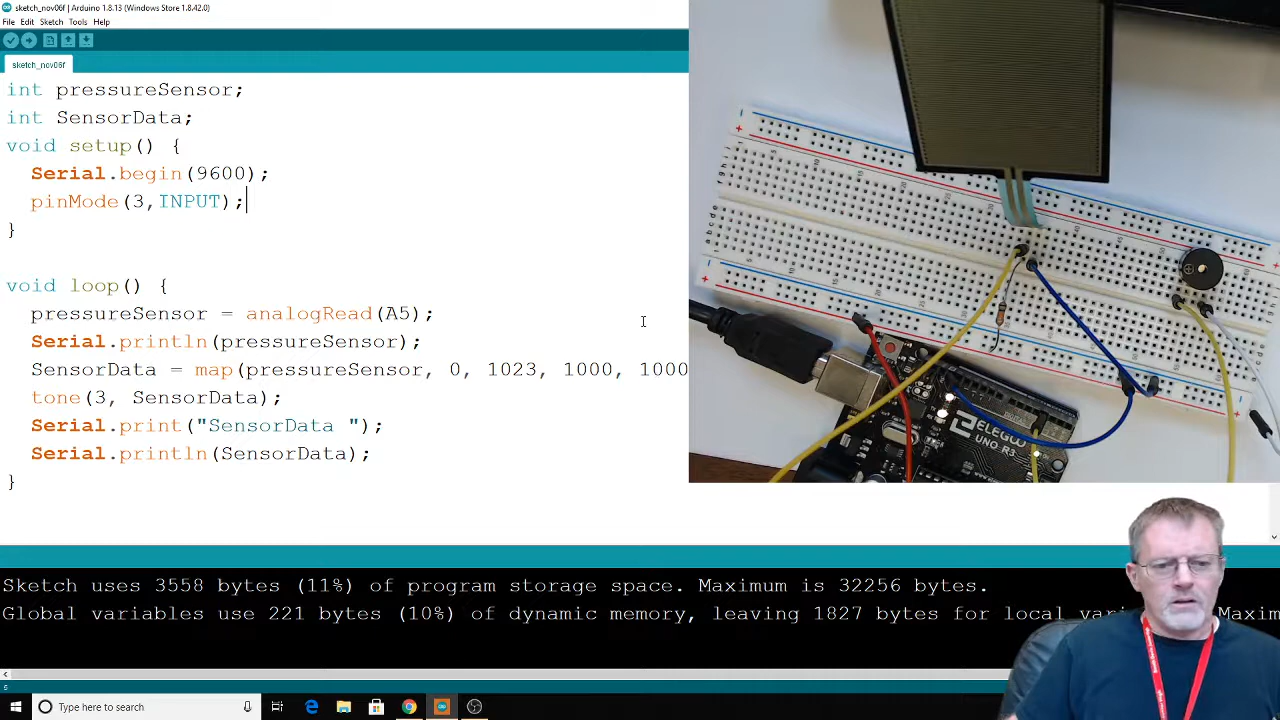 sketch_nov06f | Arduino 1.8.13 (Windows Store 1.8.42.0)
File Edit Sketch Tools Help
sketch_nov06f
int pressureSensor;
int SensorData;
void setup() {
Serial.begin(9600);
pinMode(3,INPUT);
}
void loop() {
pressureSensor = analogRead(A5);
Serial.println(pressureSensor);
SensorData = map(pressureSensor, 0, 1023, 1000, 1000
tone(3, SensorData);
Serial.print("SensorData ");
Serial.println(SensorData);
}
ELEGOO
UNO R3
Sketch uses 3558 bytes (11%) of program storage space. Maximum is 32256 bytes.
Global variables use 221 bytes (10%) of dynamic memory, leaving 1827 bytes for local vari
Maxim
Type here to search